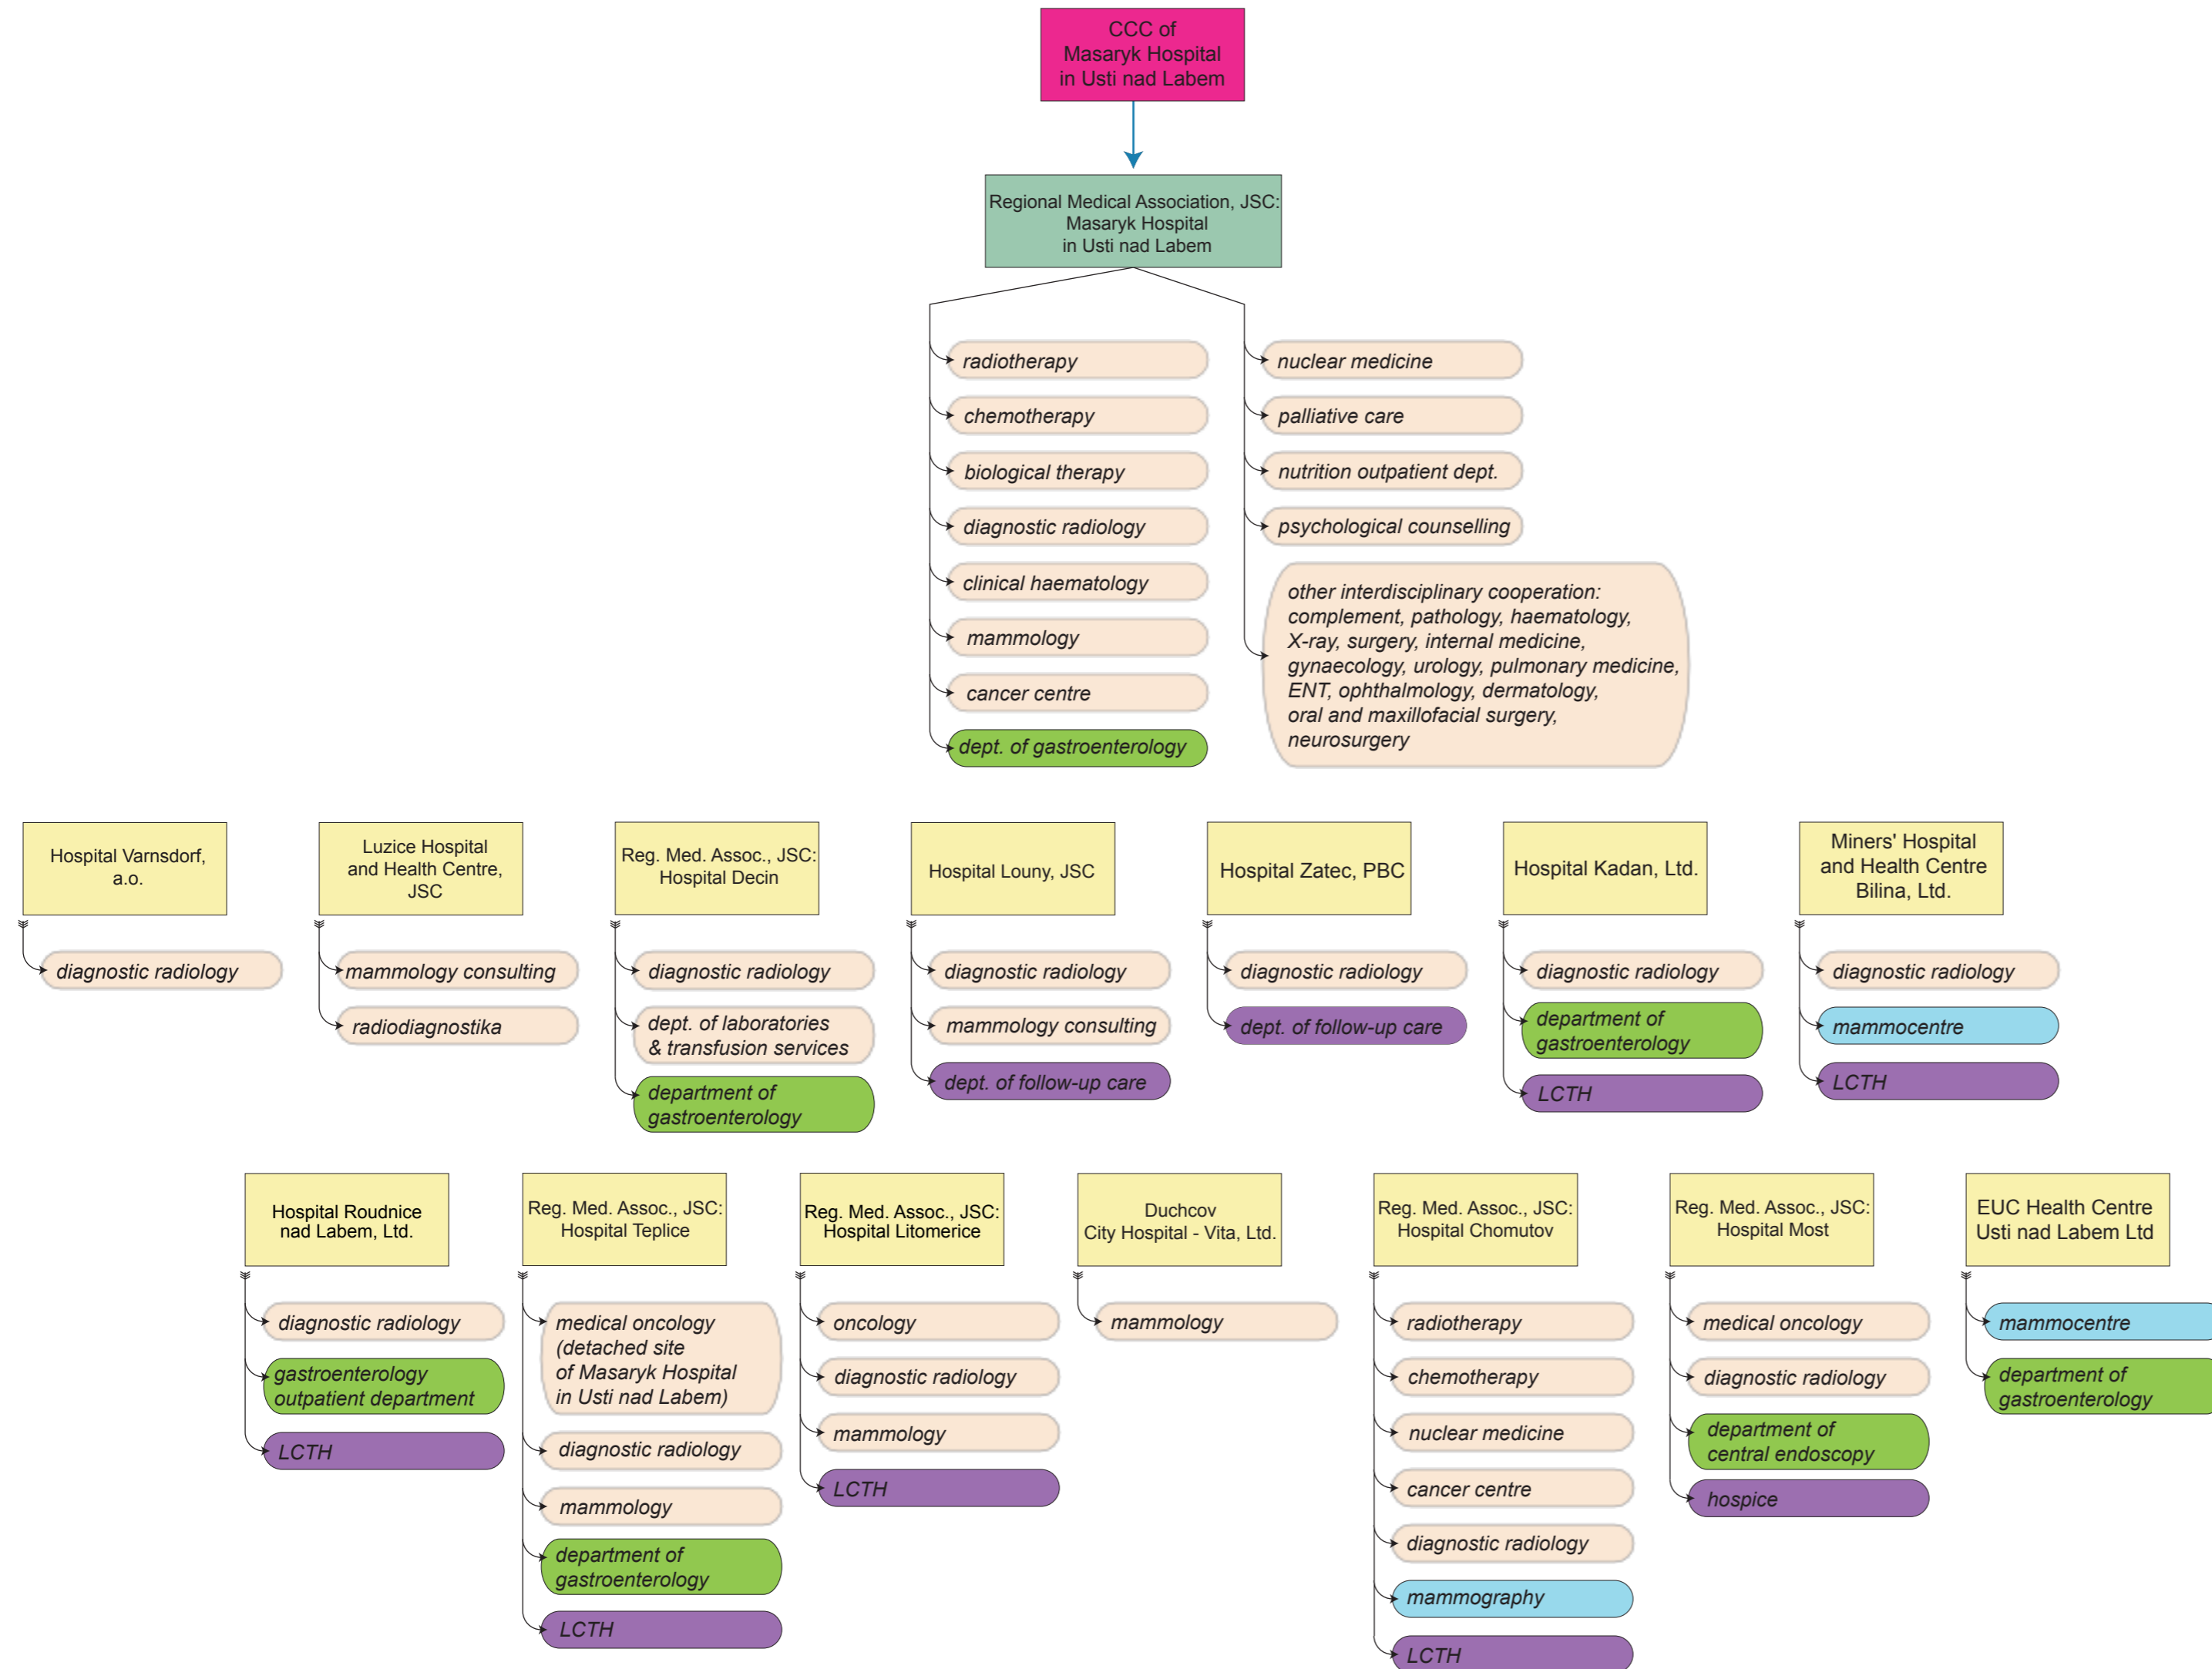 CCC of
Masaryk Hospital
in Usti nad Labem
Regional Medical Association, JSC:
Masaryk Hospital
in Usti nad Labem
radiotherapy
chemotherapy
biological therapy
diagnostic radiology
clinical haematology
mammology
cancer centre
dept. of gastroenterology
nuclear medicine
palliative care
nutrition outpatient dept.
psychological counselling
other interdisciplinary cooperation:
complement, pathology, haematology,
X-ray, surgery, internal medicine,
gynaecology, urology, pulmonary medicine,
ENT, ophthalmology, dermatology,
oral and maxillofacial surgery,
neurosurgery
Hospital Varnsdorf,
a.o.
diagnostic radiology
Luzice Hospital
and Health Centre,
JSC
mammology consulting
radiodiagnostika
Reg. Med. Assoc., JSC:
Hospital Decin
diagnostic radiology
dept. of laboratories
& transfusion services
department of
gastroenterology
Hospital Louny, JSC
diagnostic radiology
mammology consulting
dept. of follow-up care
Hospital Zatec, PBC
diagnostic radiology
dept. of follow-up care
Hospital Kadan, Ltd.
diagnostic radiology
department of
gastroenterology
LCTH
Miners' Hospital
and Health Centre
Bilina, Ltd.
diagnostic radiology
mammocentre
LCTH
Hospital Roudnice
nad Labem, Ltd.
diagnostic radiology
gastroenterology
outpatient department
LCTH
Reg. Med. Assoc., JSC:
Hospital Teplice
medical oncology
(detached site
of Masaryk Hospital
in Usti nad Labem)
diagnostic radiology
mammology
department of
gastroenterology
LCTH
Reg. Med. Assoc., JSC:
Hospital Litomerice
oncology
diagnostic radiology
mammology
LCTH
Duchcov
City Hospital - Vita, Ltd.
mammology
Reg. Med. Assoc., JSC:
Hospital Chomutov
radiotherapy
chemotherapy
nuclear medicine
cancer centre
diagnostic radiology
mammography
LCTH
Reg. Med. Assoc., JSC:
Hospital Most
medical oncology
diagnostic radiology
department of
central endoscopy
hospice
EUC Health Centre
Usti nad Labem Ltd
mammocentre
department of
gastroenterology